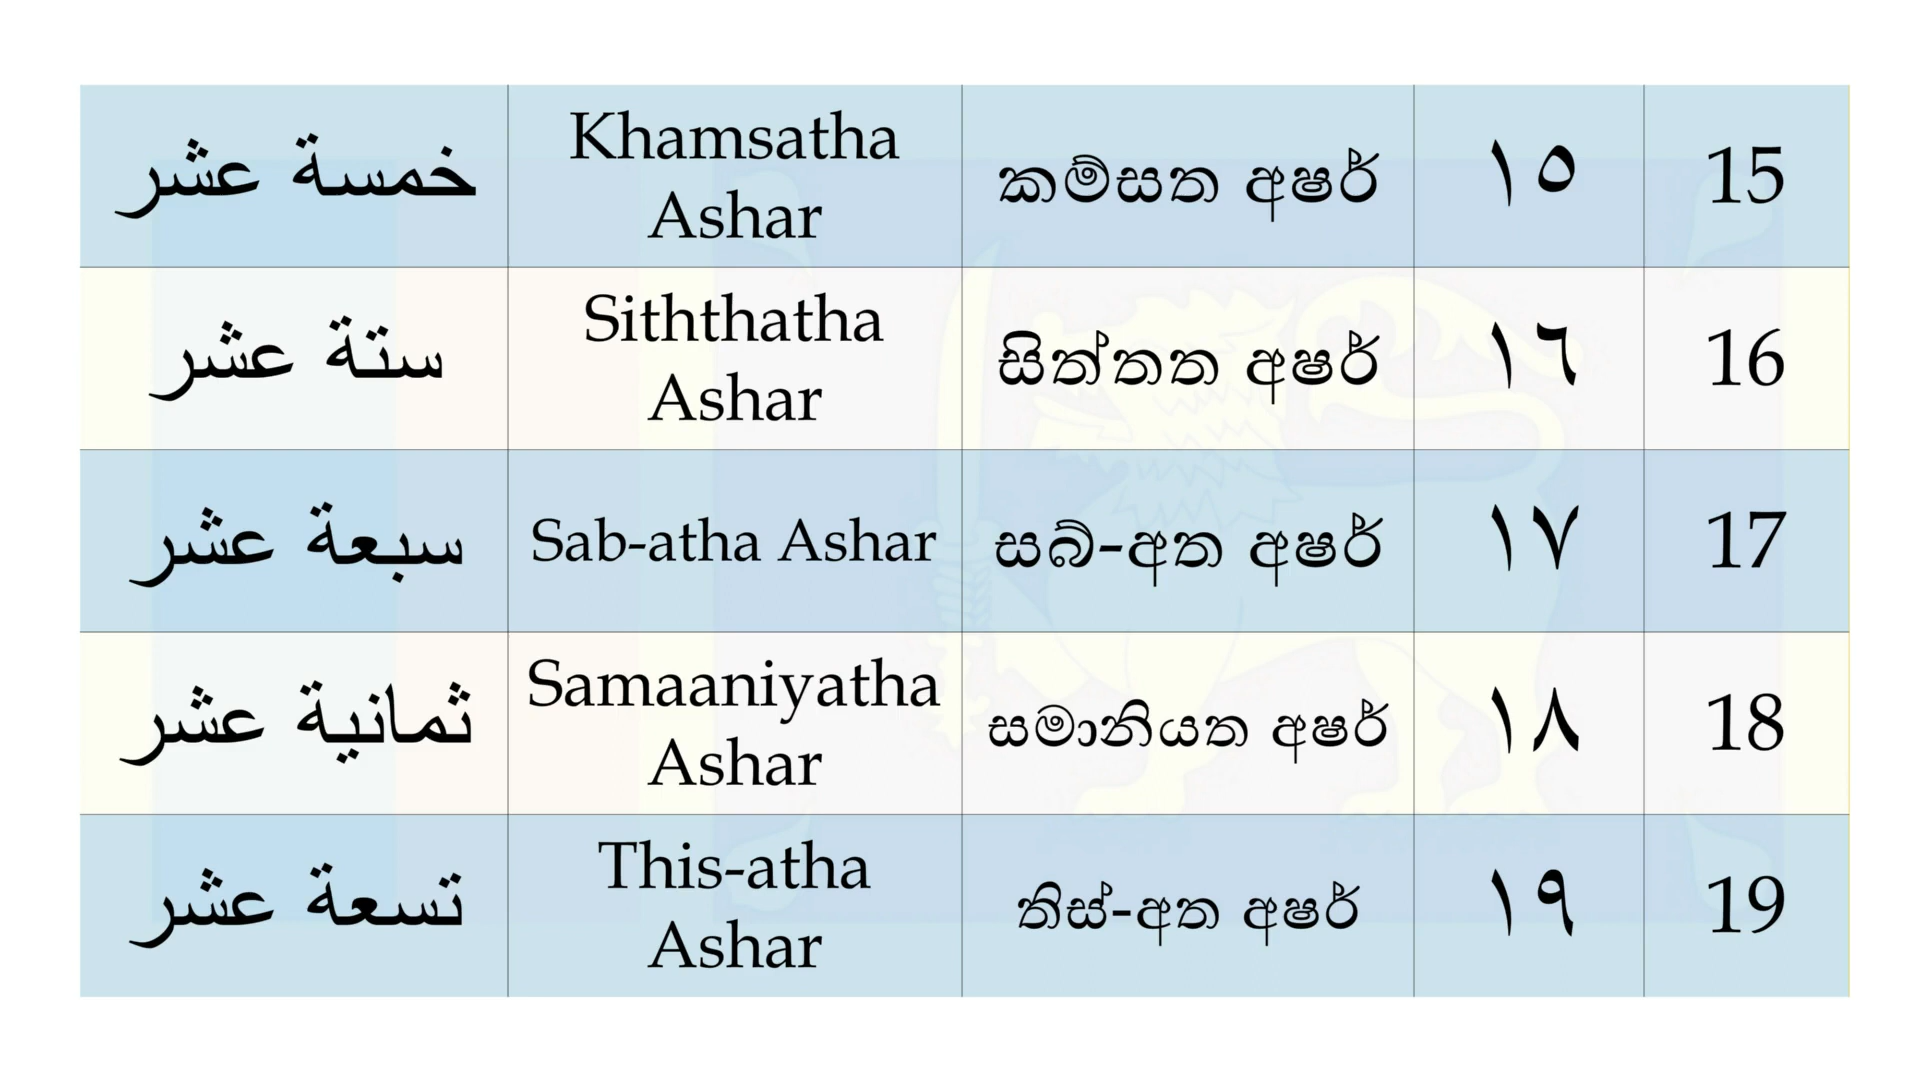 خمسة عشر
Khamsatha
Ashar
කම්සත අෂර්
١٥
15
ستة عشر
Siththatha
Ashar
සිත්තත අෂර්
١٦
16
سبعة عشر
Sab-atha Ashar
සබ්-අත අෂර්
١٧
17
ثمانية عشر
Samaaniyatha
Ashar
සමානියත අෂර්
١٨
18
تسعة عشر
This-atha
Ashar
තිස්-අත අෂර්
١٩
19